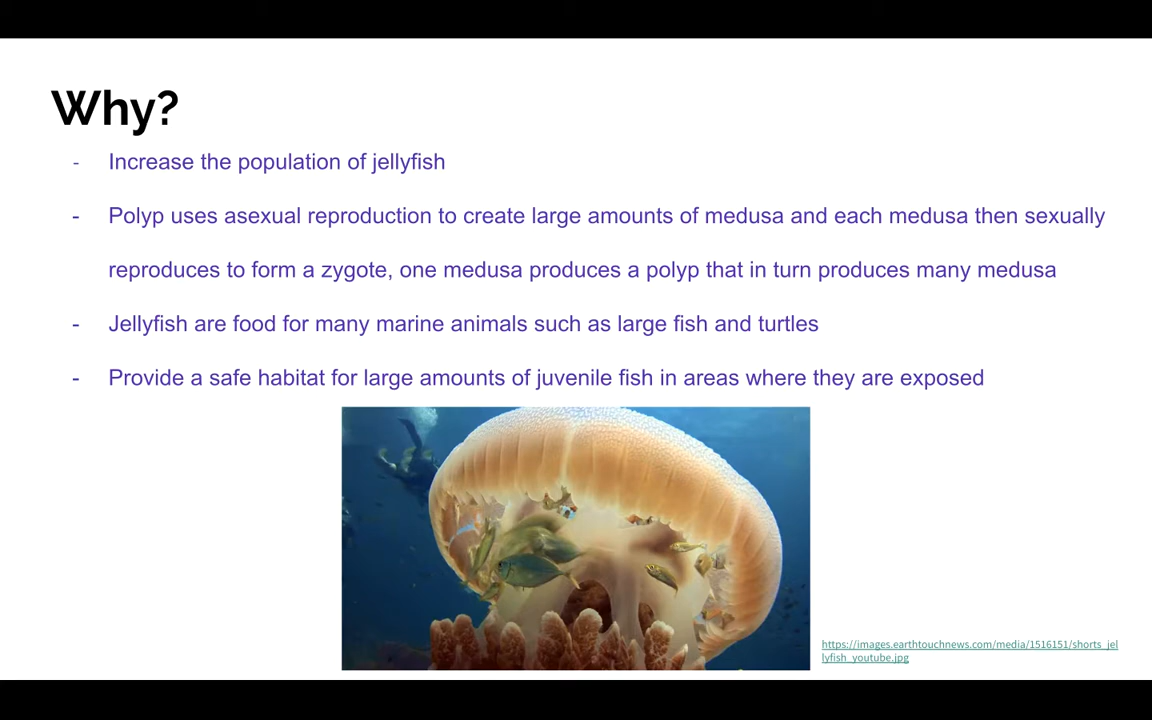 Why?
- Increase the population of jellyfish
- Polyp uses asexual reproduction to create large amounts of medusa and each medusa then sexually
reproduces to form a zygote, one medusa produces a polyp that in turn produces many medusa
- Jellyfish are food for many marine animals such as large fish and turtles
- Provide a safe habitat for large amounts of juvenile fish in areas where they are exposed
https://images.earthtouchnews.com/media/1516151/shorts_jel
lyfish_youtube.jpg